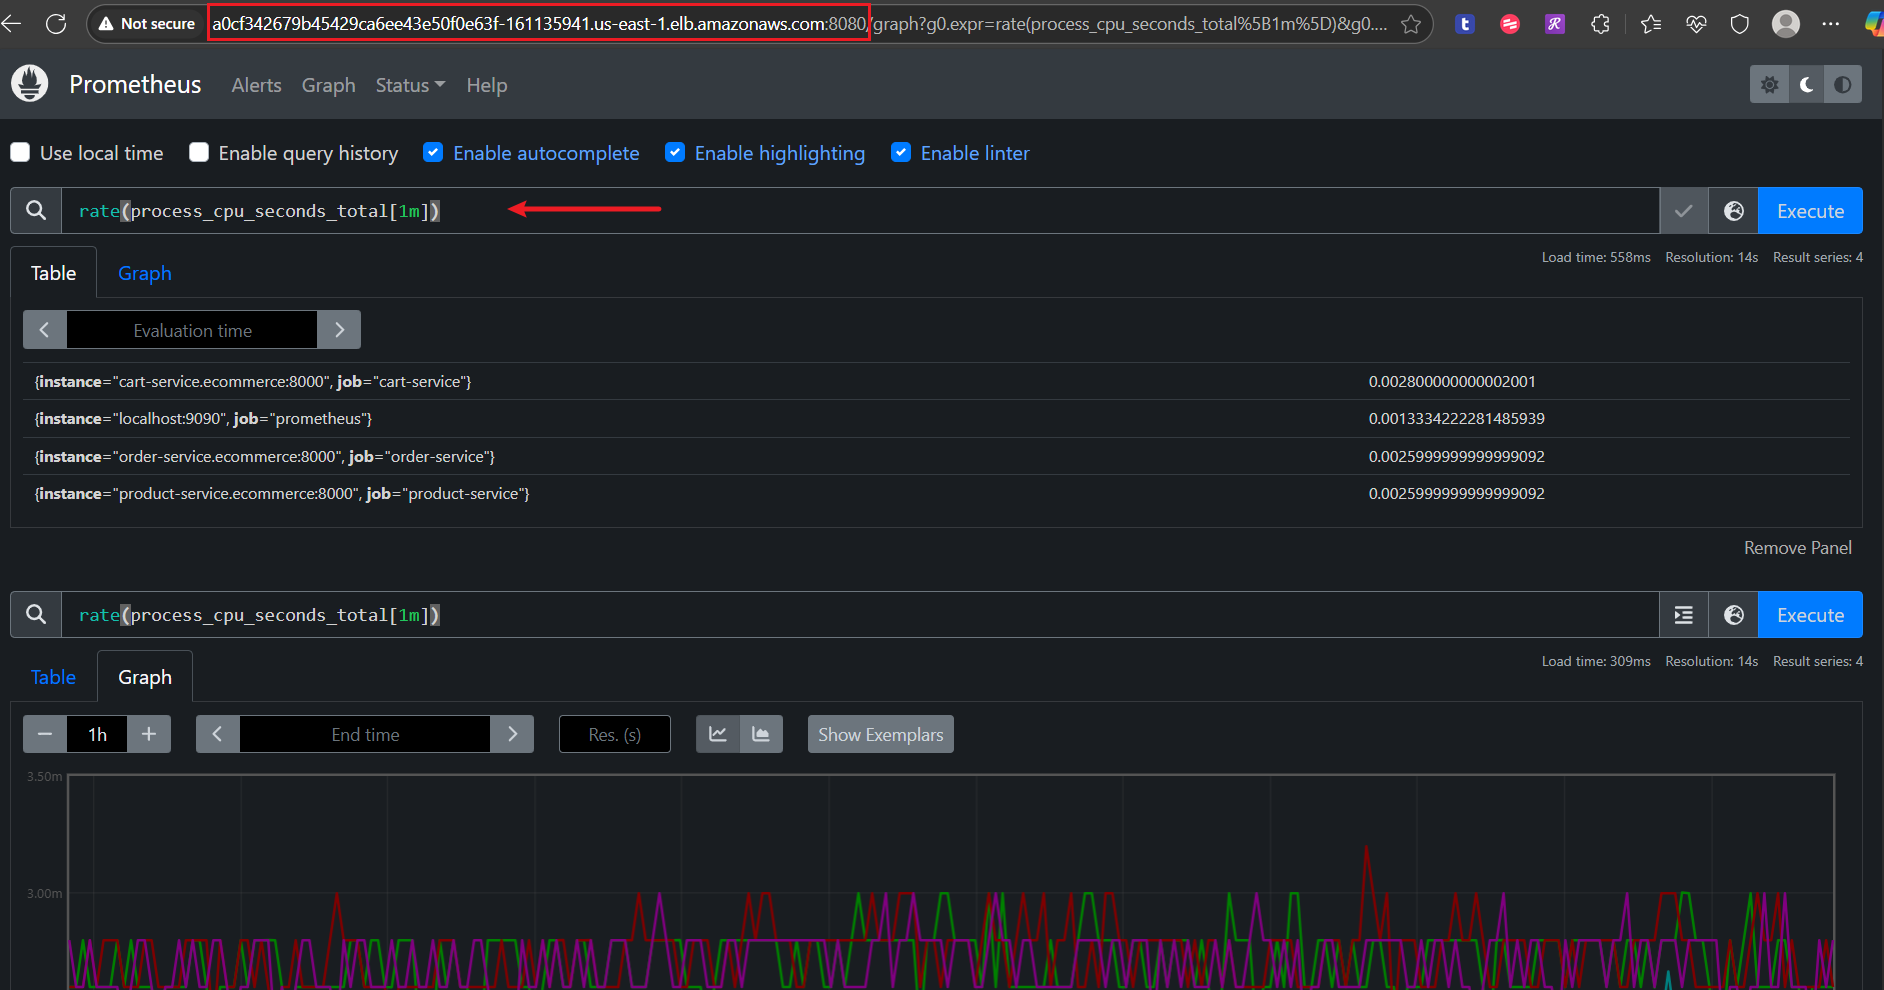 Not secure a0cf342679b45429ca6ee43e50f0e63f-161135941.us-east-1.elb.amazonaws.com:8080/graph?g0.expr=rate(process_cpu_seconds_total%5B1m%5D)&g0....
Prometheus Alerts Graph Status Help
Use local time Enable query history Enable autocomplete Enable highlighting Enable linter
rate(process_cpu_seconds_total[1m]) Execute
Table Graph Load time: 558ms Resolution: 14s Result series: 4
Evaluation time
{instance="cart-service.ecommerce:8000", job="cart-service"} 0.002800000000002001
{instance="localhost:9090", job="prometheus"} 0.0013334222281485939
{instance="order-service.ecommerce:8000", job="order-service"} 0.0025999999999999092
{instance="product-service.ecommerce:8000", job="product-service"} 0.0025999999999999092
Remove Panel
rate(process_cpu_seconds_total[1m]) Execute
Table Graph Load time: 309ms Resolution: 14s Result series: 4
1h End time Res. (s) Show Exemplars
3.50m
3.00m